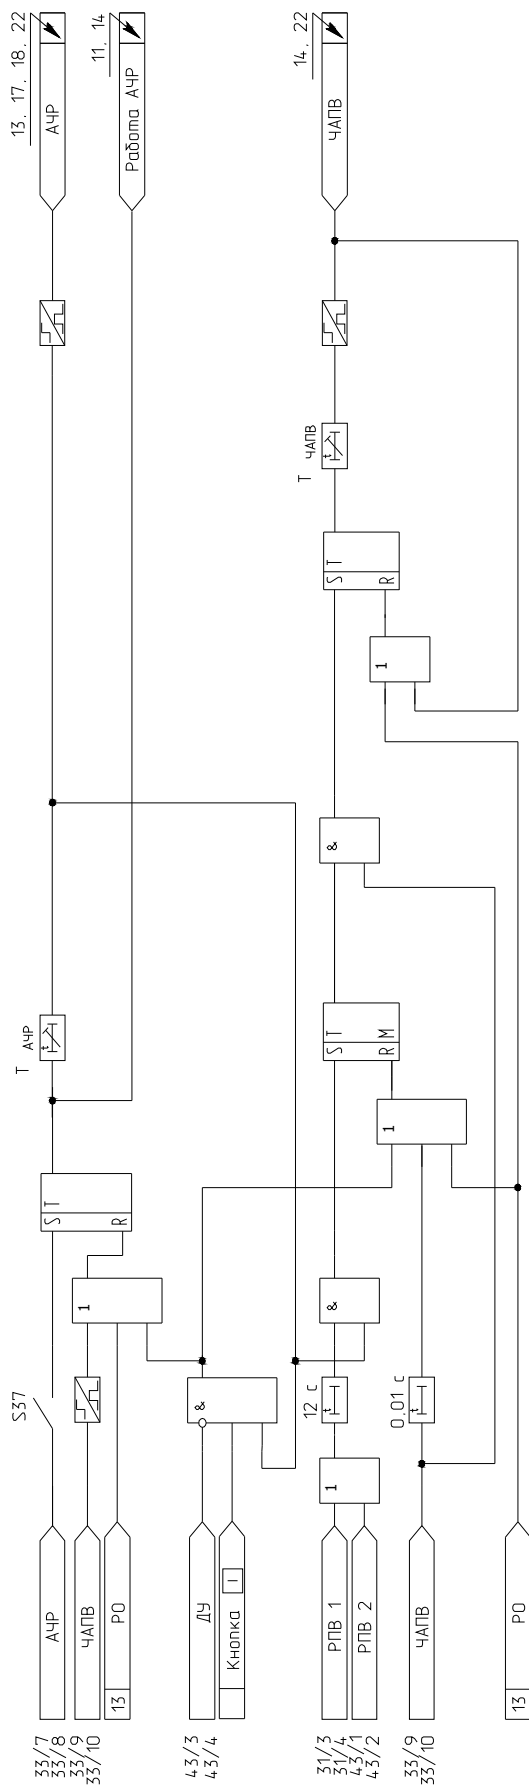 33/7
33/8
АЧР
S37
S T
R
T АЧР
АЧР
13, 17, 18, 22
33/9
33/10
ЧАПВ
1
13
РО
Работа АЧР
11, 14
43/3
43/4
ДУ
&
Кнопка I
31/3
31/4
РПВ 1
43/1
43/2
РПВ 2
1
12 с
t
&
S T
R M
&
S T
R
1
T ЧАПВ
t
ЧАПВ
14, 22
33/9
33/10
ЧАПВ
0,01 с
t
1
13
РО